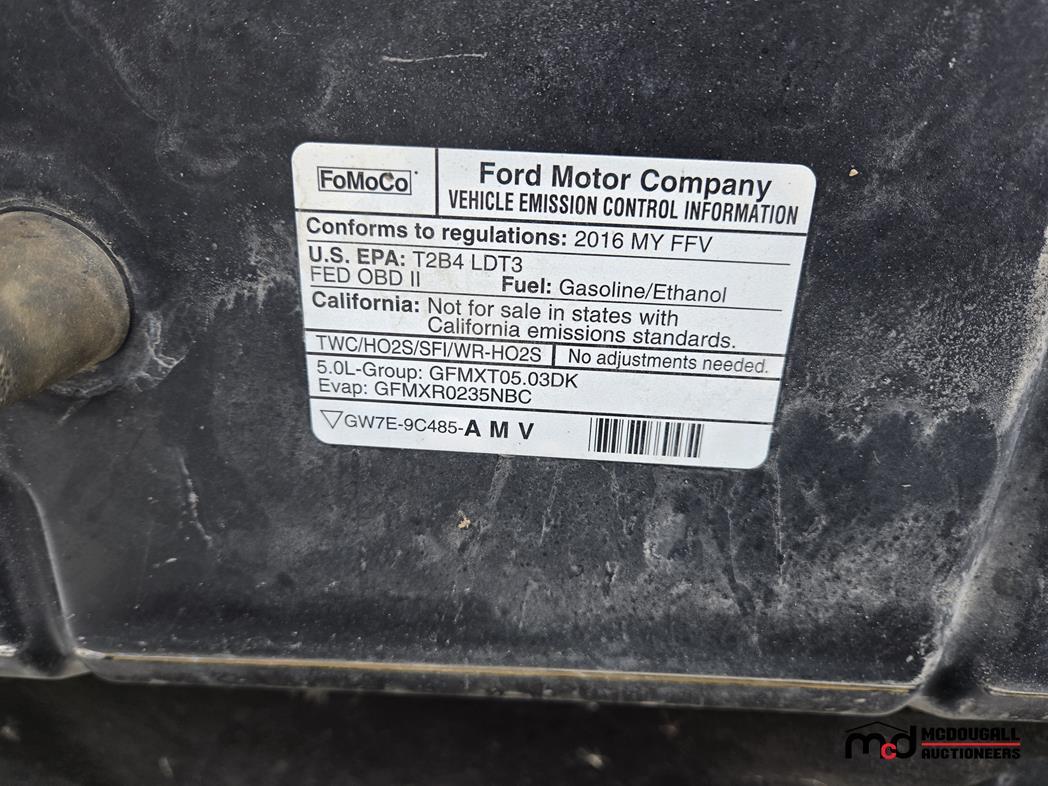 FoMoCo
Ford Motor Company
VEHICLE EMISSION CONTROL INFORMATION
Conforms to regulations: 2016 MY FFV
U.S. EPA: T2B4 LDT3
FED OBD II Fuel: Gasoline/Ethanol
California: Not for sale in states with
California emissions standards.
TWC/HO2S/SFI/WR-HO2S No adjustments needed.
5.0L-Group: GFMXT05.03DK
Evap: GFMXR0235NBC
GW7E-9C485-A M V
mcd MCDOUGALL
AUCTIONEERS